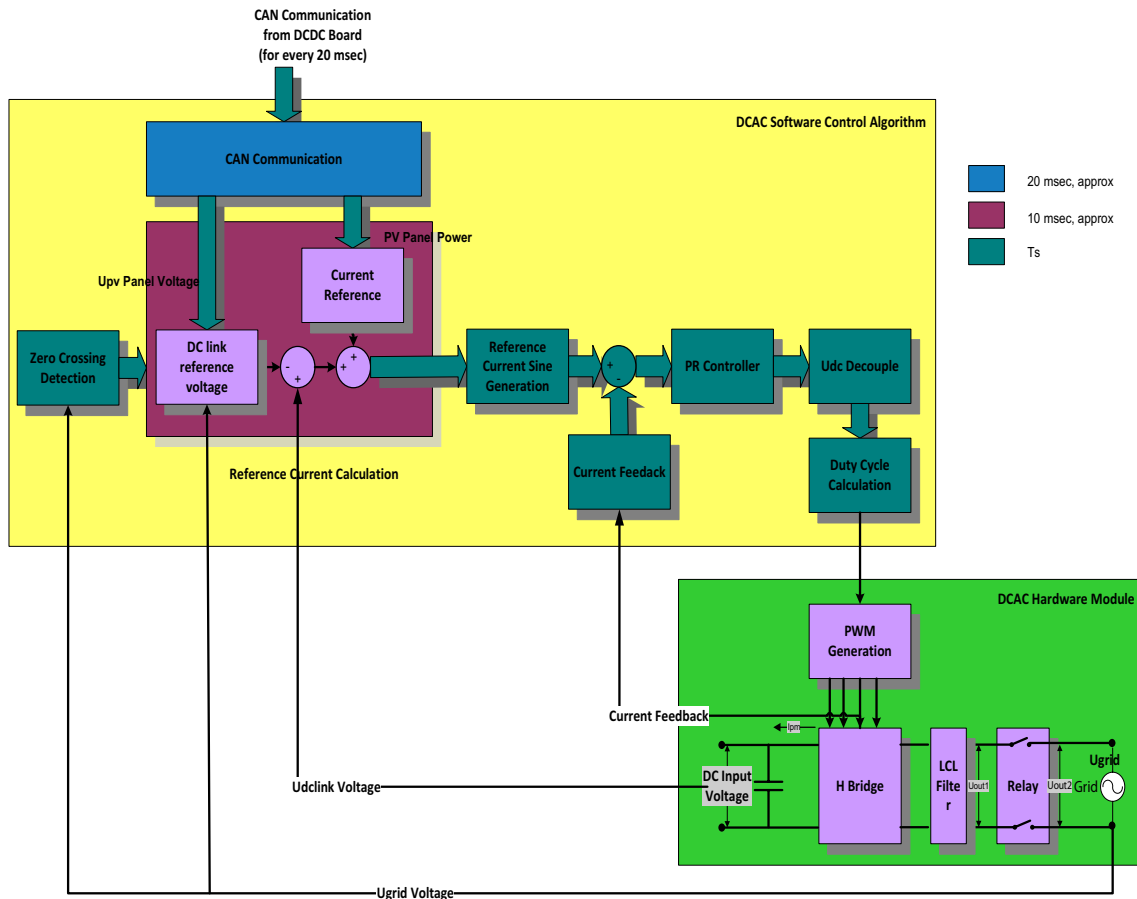 CAN Communication
from DCDC Board
(for every 20 msec)
DCAC Software Control Algorithm
CAN Communication
20 msec, approx
10 msec, approx
Ts
PV Panel Power
Upv Panel Voltage
Current
Reference
Zero Crossing
Detection
DC link
reference
voltage
-
+
+
+
Reference
Current Sine
Generation
+
-
PR Controller
Udc Decouple
Reference Current Calculation
Current Feedack
Duty Cycle
Calculation
DCAC Hardware Module
PWM
Generation
Current Feedback
Ipm
DC Input
Voltage
H Bridge
LCL
Filte
r
Uout1
Relay
Uout2
Ugrid
Grid
Udclink Voltage
Ugrid Voltage